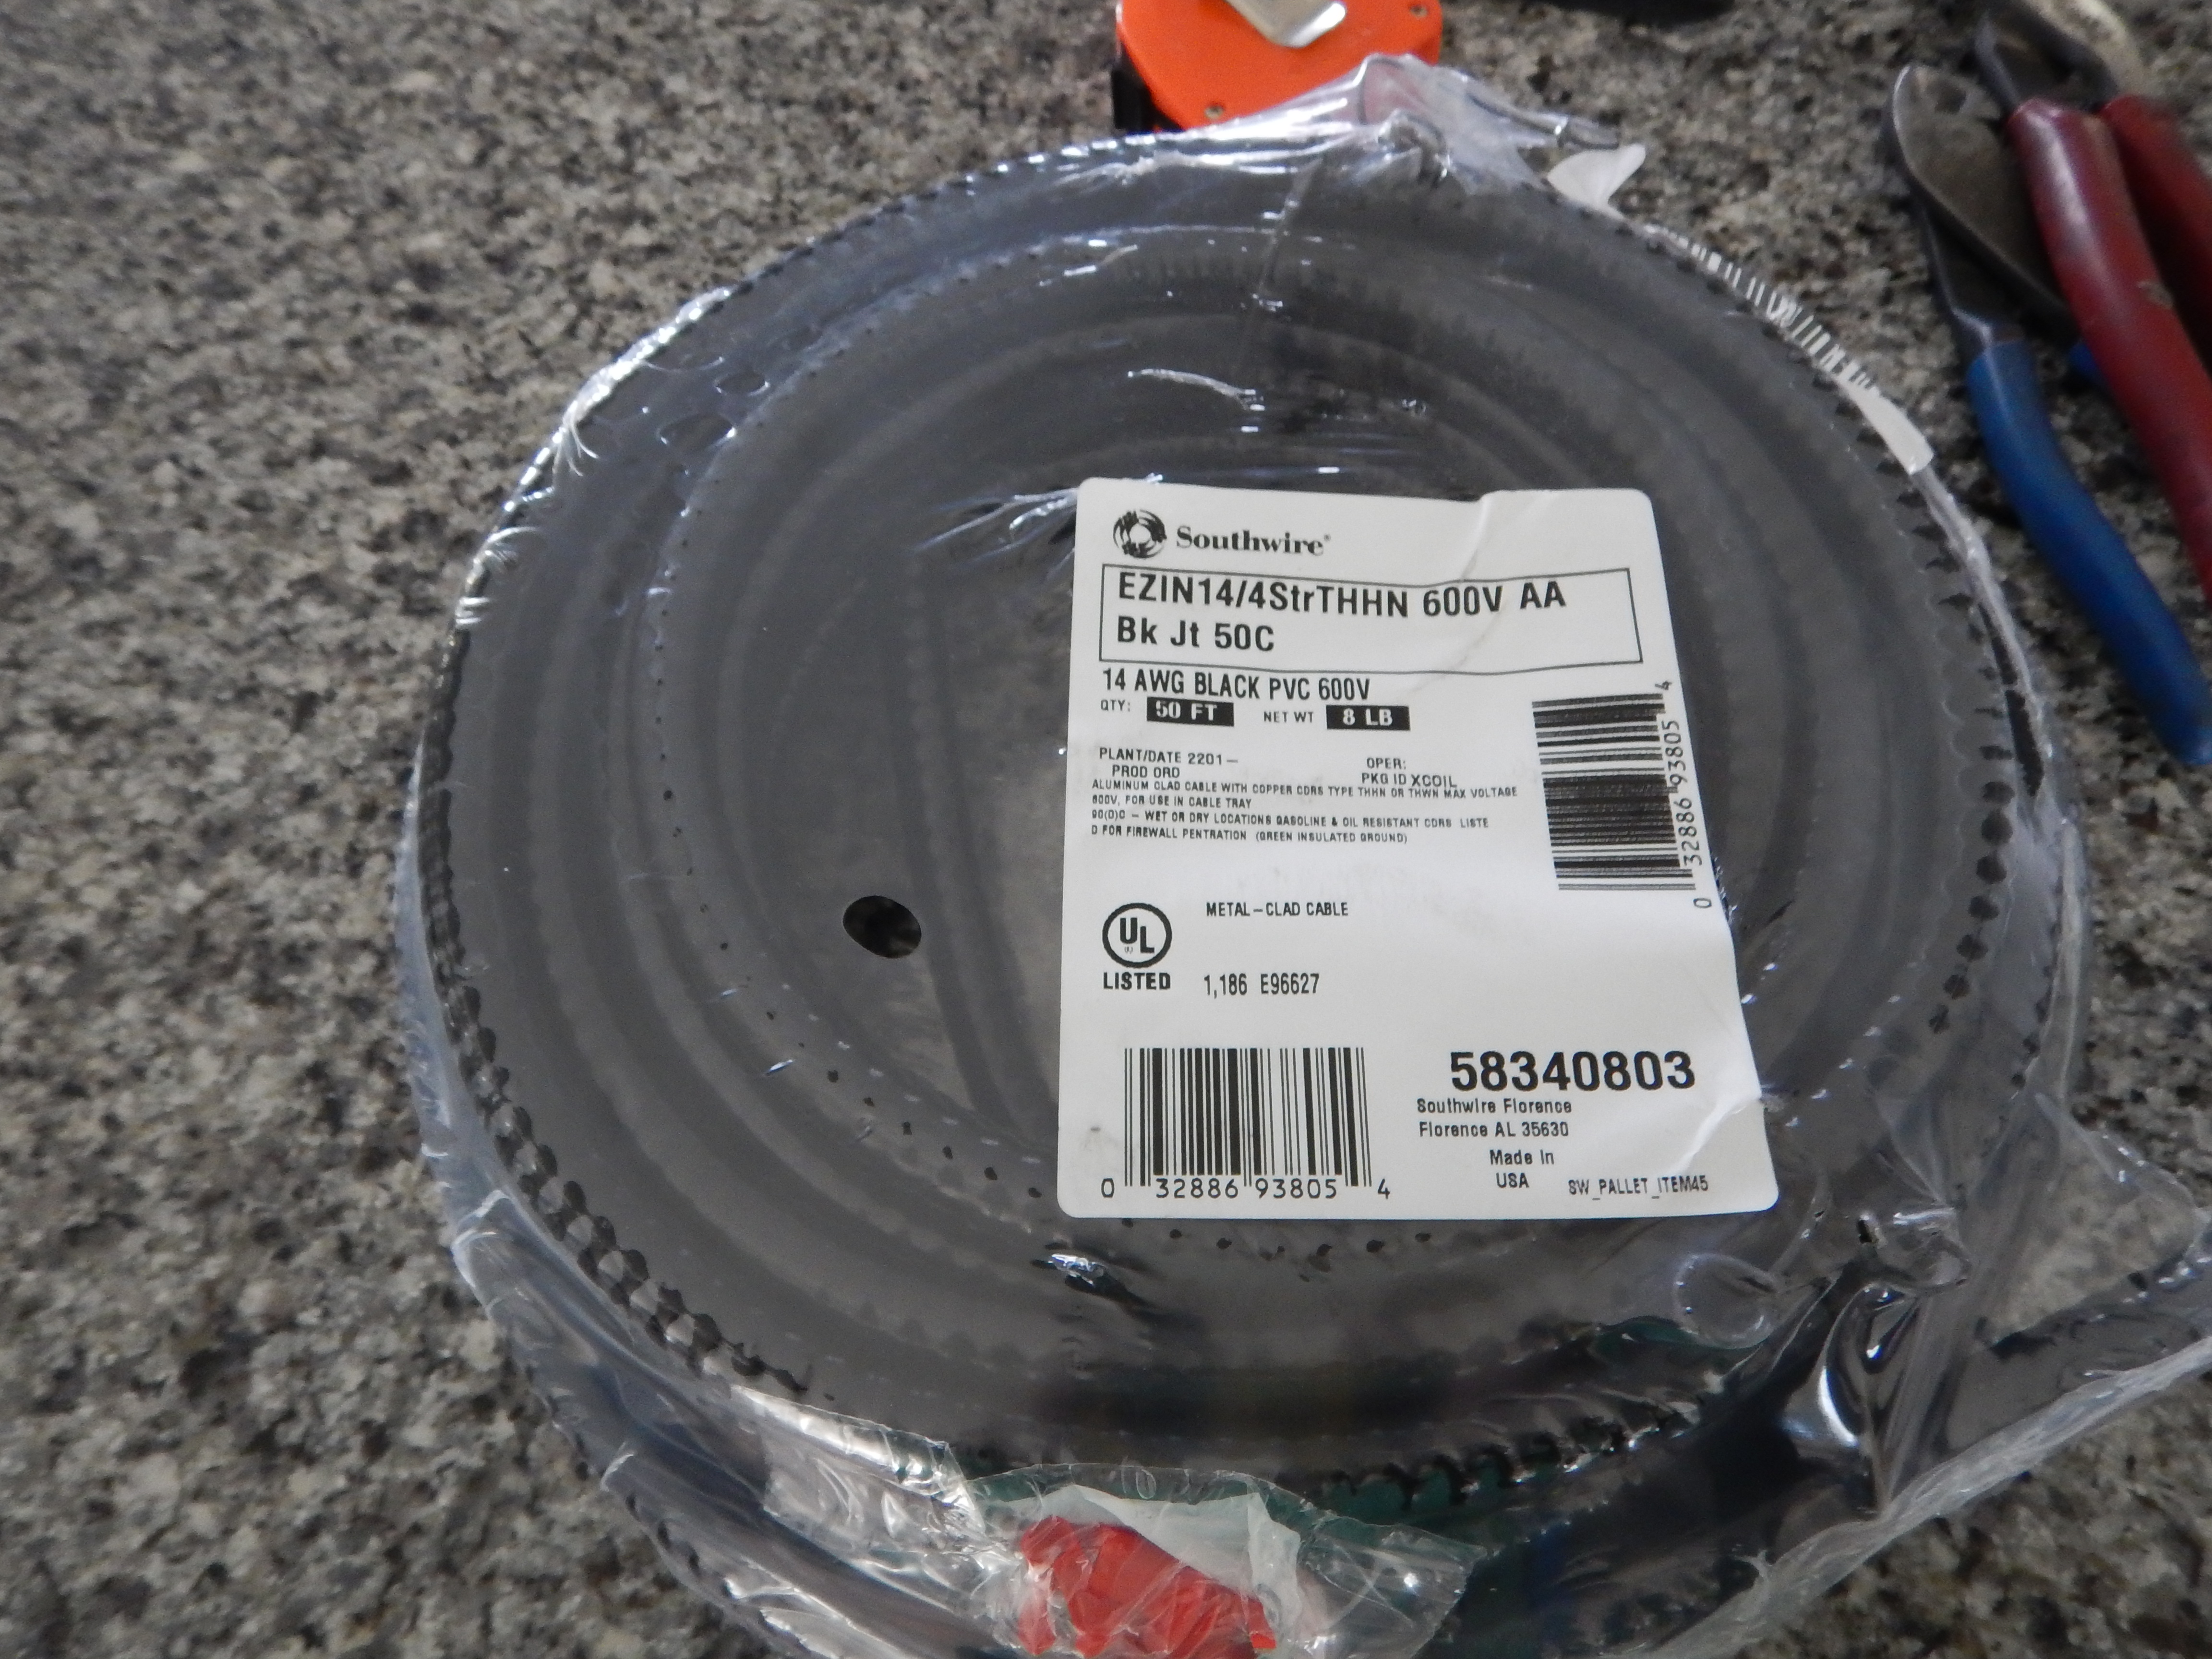 Southwire®
EZIN14/4StrTHHN 600V AA
Bk Jt 50C
14 AWG BLACK PVC 600V
QTY: 50 FT NET WT 8 LB
PLANT/DATE 2201- OPER:
PROD ORD PKG ID XCOIL
ALUMINUM CLAD CABLE WITH COPPER CDRS TYPE THHN OR THWN MAX VOLTAGE
600V, FOR USE IN CABLE TRAY
90(D)C - WET OR DRY LOCATIONS GASOLINE & OIL RESISTANT CDRS LISTE
D FOR FIREWALL PENTRATION (GREEN INSULATED GROUND)
0 32886 93805 4
UL
LISTED
METAL-CLAD CABLE
1,186 E96627
0 32886 93805 4
58340803
Southwire Florence
Florence AL 35630
Made In
USA SW_PALLET_ITEM45